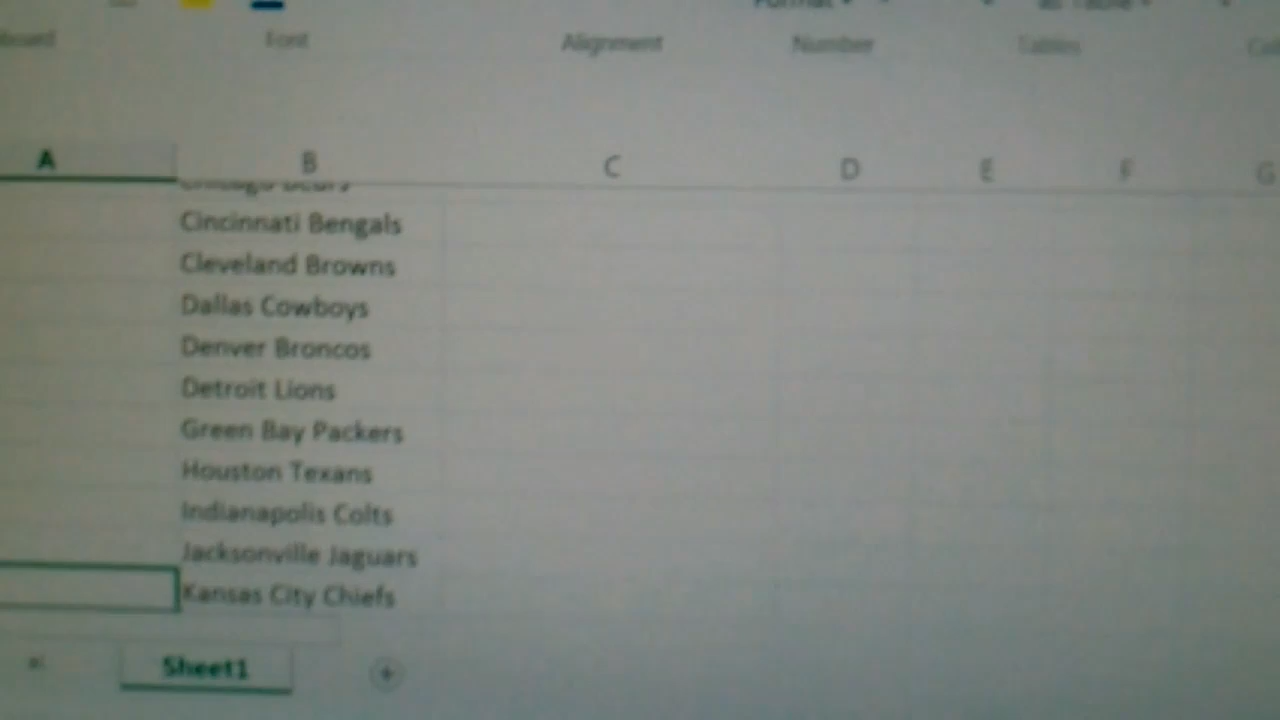 Font Alignment Number Tables
A B C D E F G
Cincinnati Bengals
Cleveland Browns
Dallas Cowboys
Denver Broncos
Detroit Lions
Green Bay Packers
Houston Texans
Indianapolis Colts
Jacksonville Jaguars
Kansas City Chiefs
Sheet1